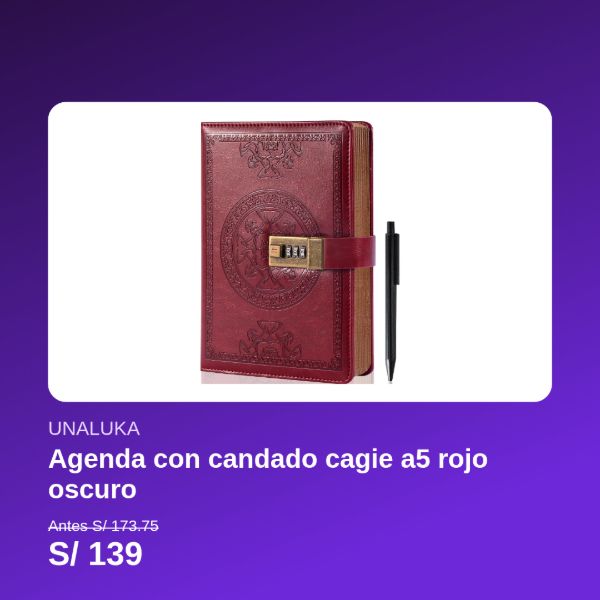 UNALUKA
Agenda con candado cagie a5 rojo
oscuro
Antes S/ 173.75
S/ 139